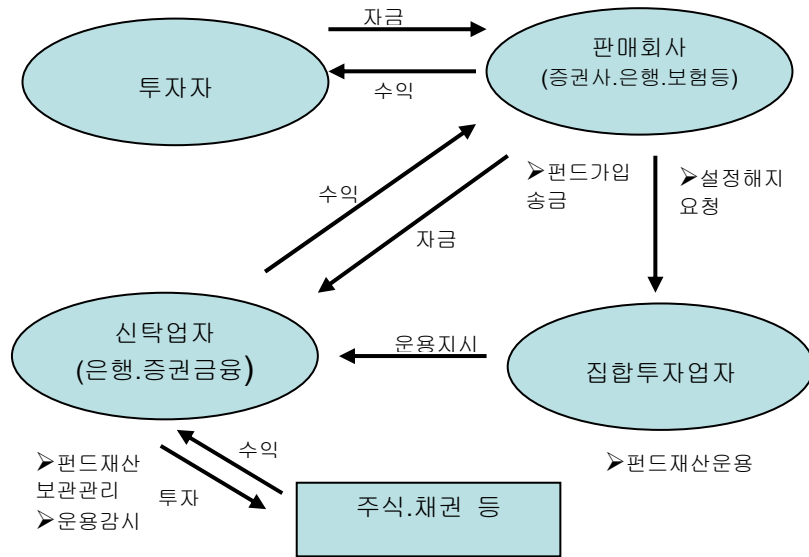 자금
투자자
판매회사
(증권사.은행.보험등)
수익
수익
➢펀드가입
송금
➢설정해지
요청
자금
신탁업자
(은행.증권금융)
운용지시
집합투자업자
➢펀드재산
보관관리
➢운용감시
수익
투자
➢펀드재산운용
주식.채권 등